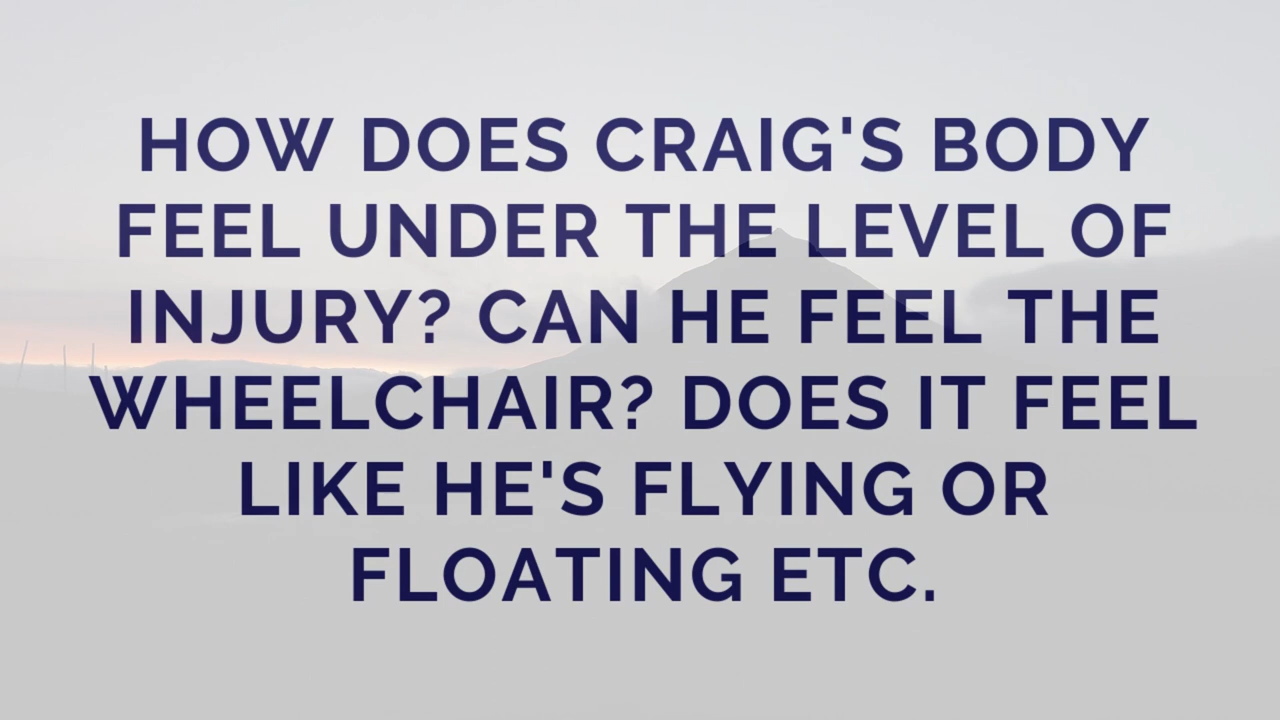 HOW DOES CRAIG'S BODY
FEEL UNDER THE LEVEL OF
INJURY? CAN HE FEEL THE
WHEELCHAIR? DOES IT FEEL
LIKE HE'S FLYING OR
FLOATING ETC.